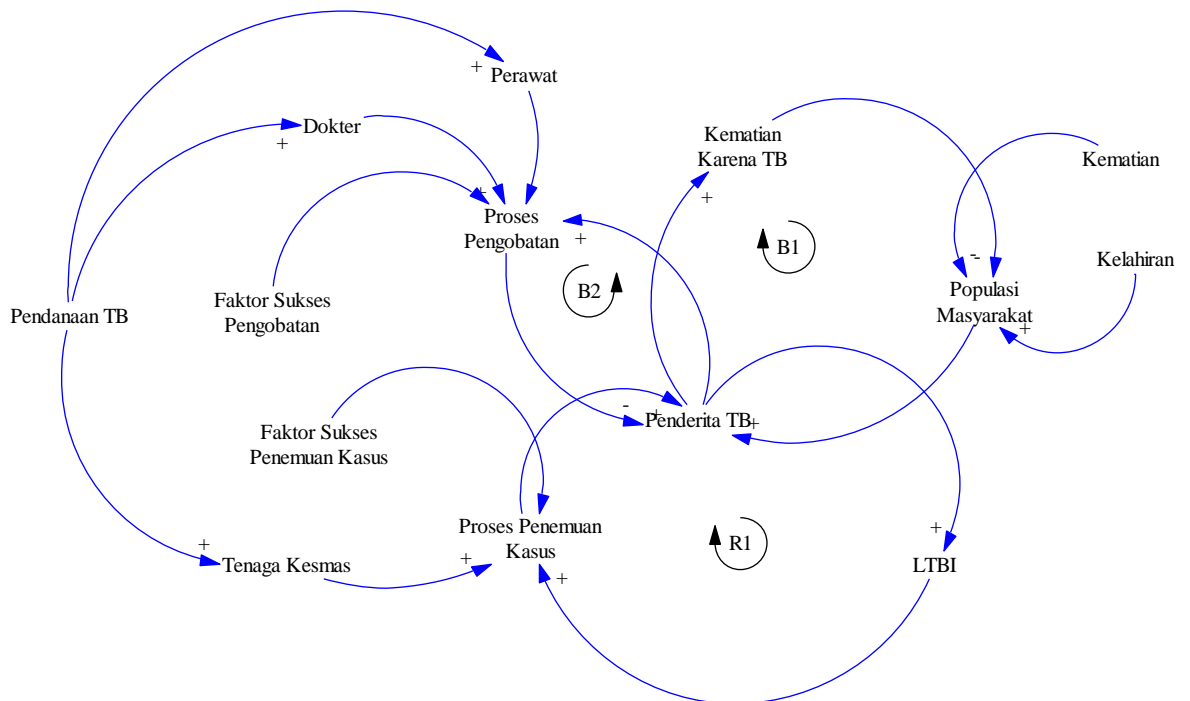 +
Perawat
+
Dokter
Kematian
Karena TB
Kematian
+
+
Proses
Pengobatan
+
B1
-
-
Kelahiran
B2
Populasi
Masyarakat
+
Faktor Sukses
Pengobatan
Pendanaan TB
-
+
Penderita TB
+
Faktor Sukses
Penemuan Kasus
Proses Penemuan
Kasus
+
R1
+
Tenaga Kesmas
+
+
LTBI